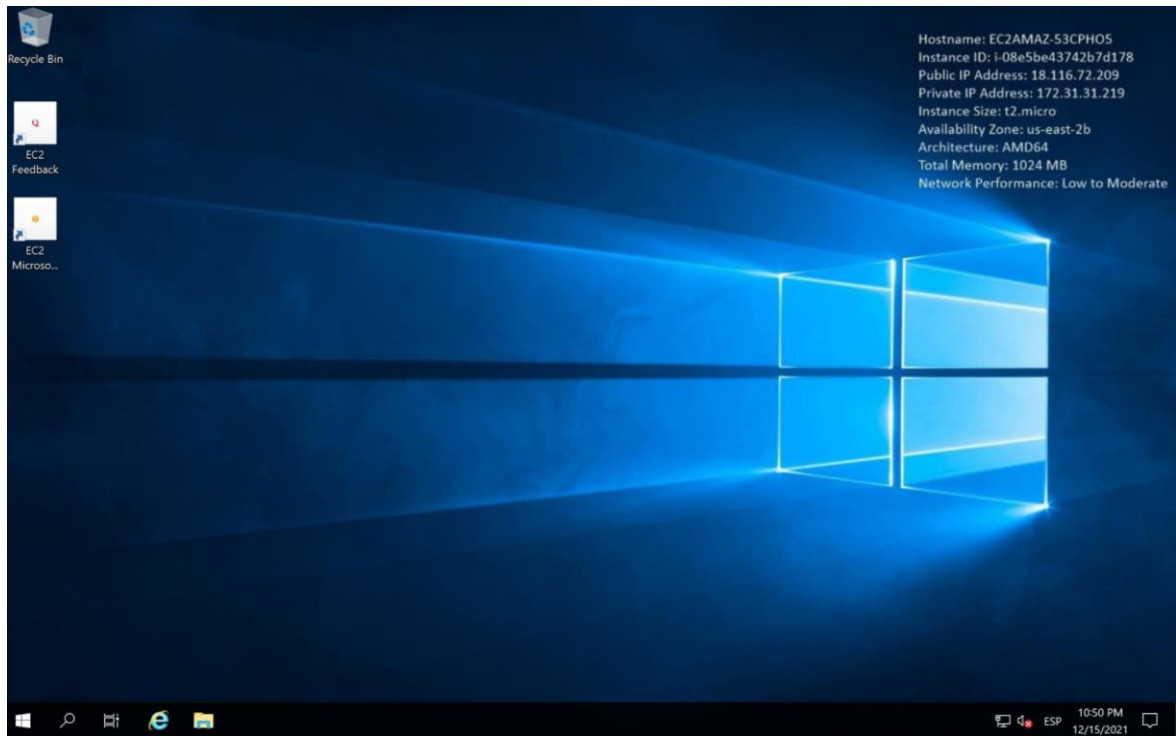 Recycle Bin
EC2
Feedback
EC2
Microso...
Hostname: EC2AMAZ-53CPHO5
Instance ID: i-08e5be43742b7d178
Public IP Address: 18.116.72.209
Private IP Address: 172.31.31.219
Instance Size: t2.micro
Availability Zone: us-east-2b
Architecture: AMD64
Total Memory: 1024 MB
Network Performance: Low to Moderate
ESP
10:50 PM
12/15/2021